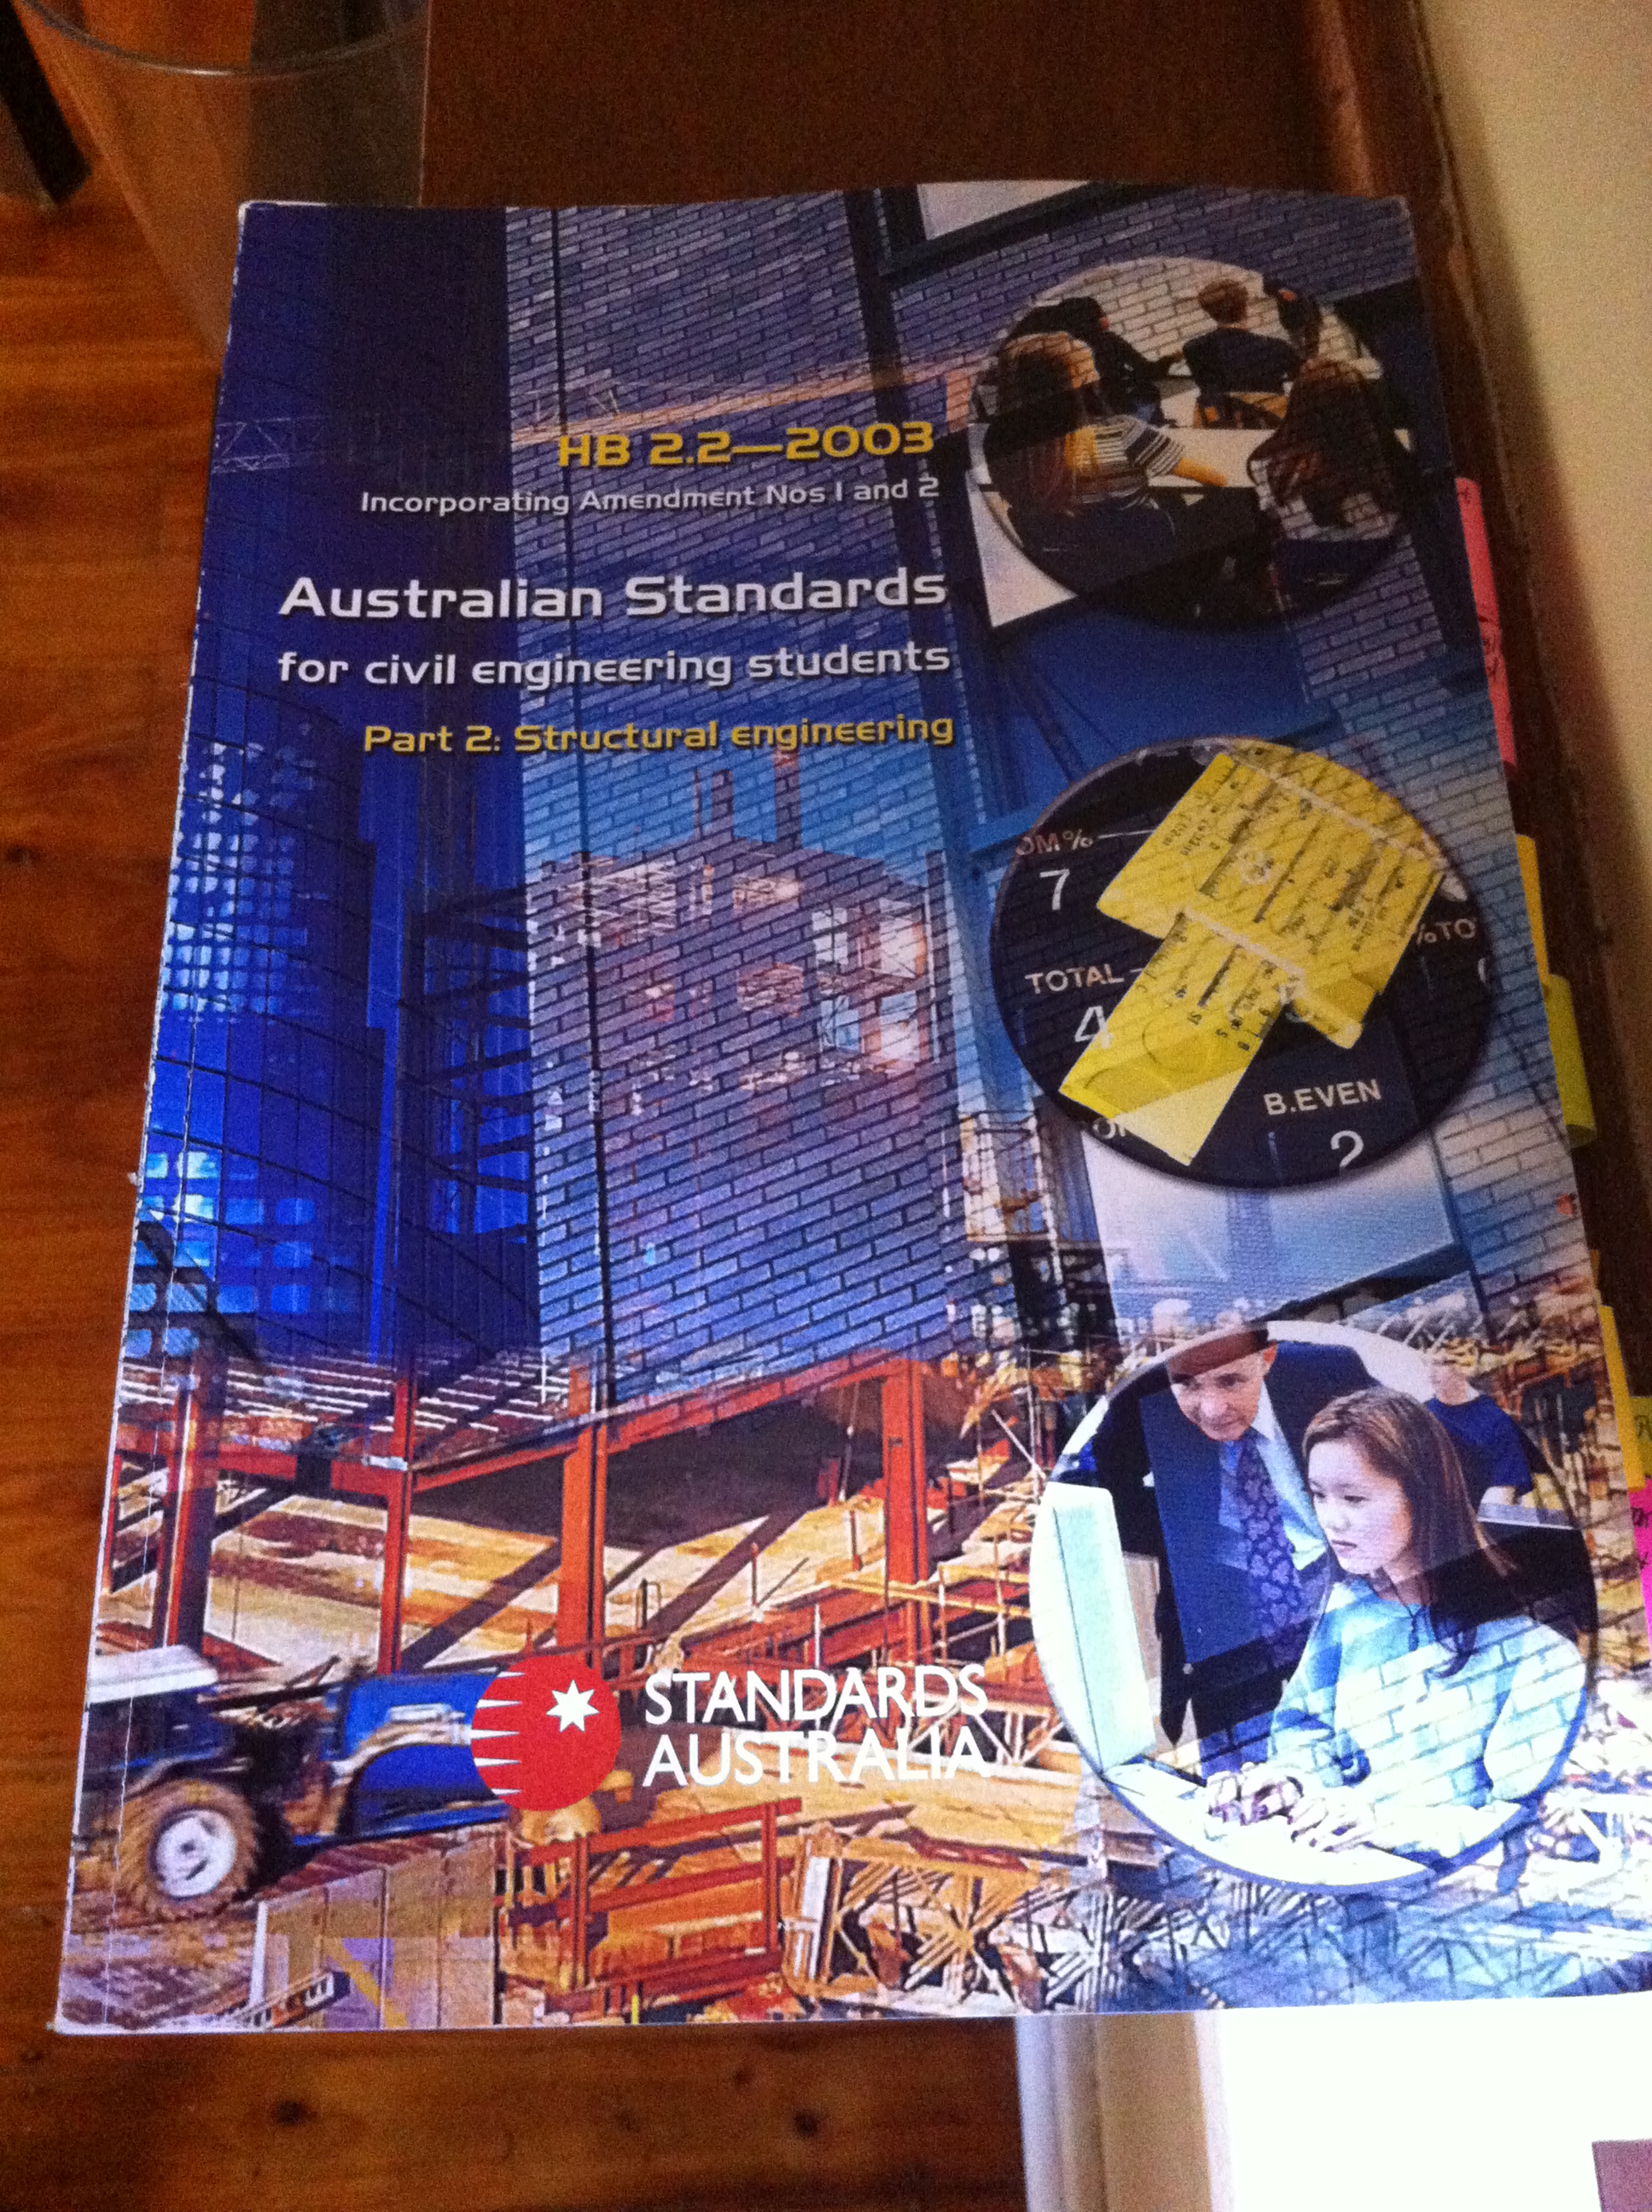 HB 2.2—2003
Incorporating Amendment Nos 1 and 2
Australian Standards
for civil engineering students
Part 2: Structural engineering
7
TOTAL
4
B.EVEN
2
STANDARDS
AUSTRALIA